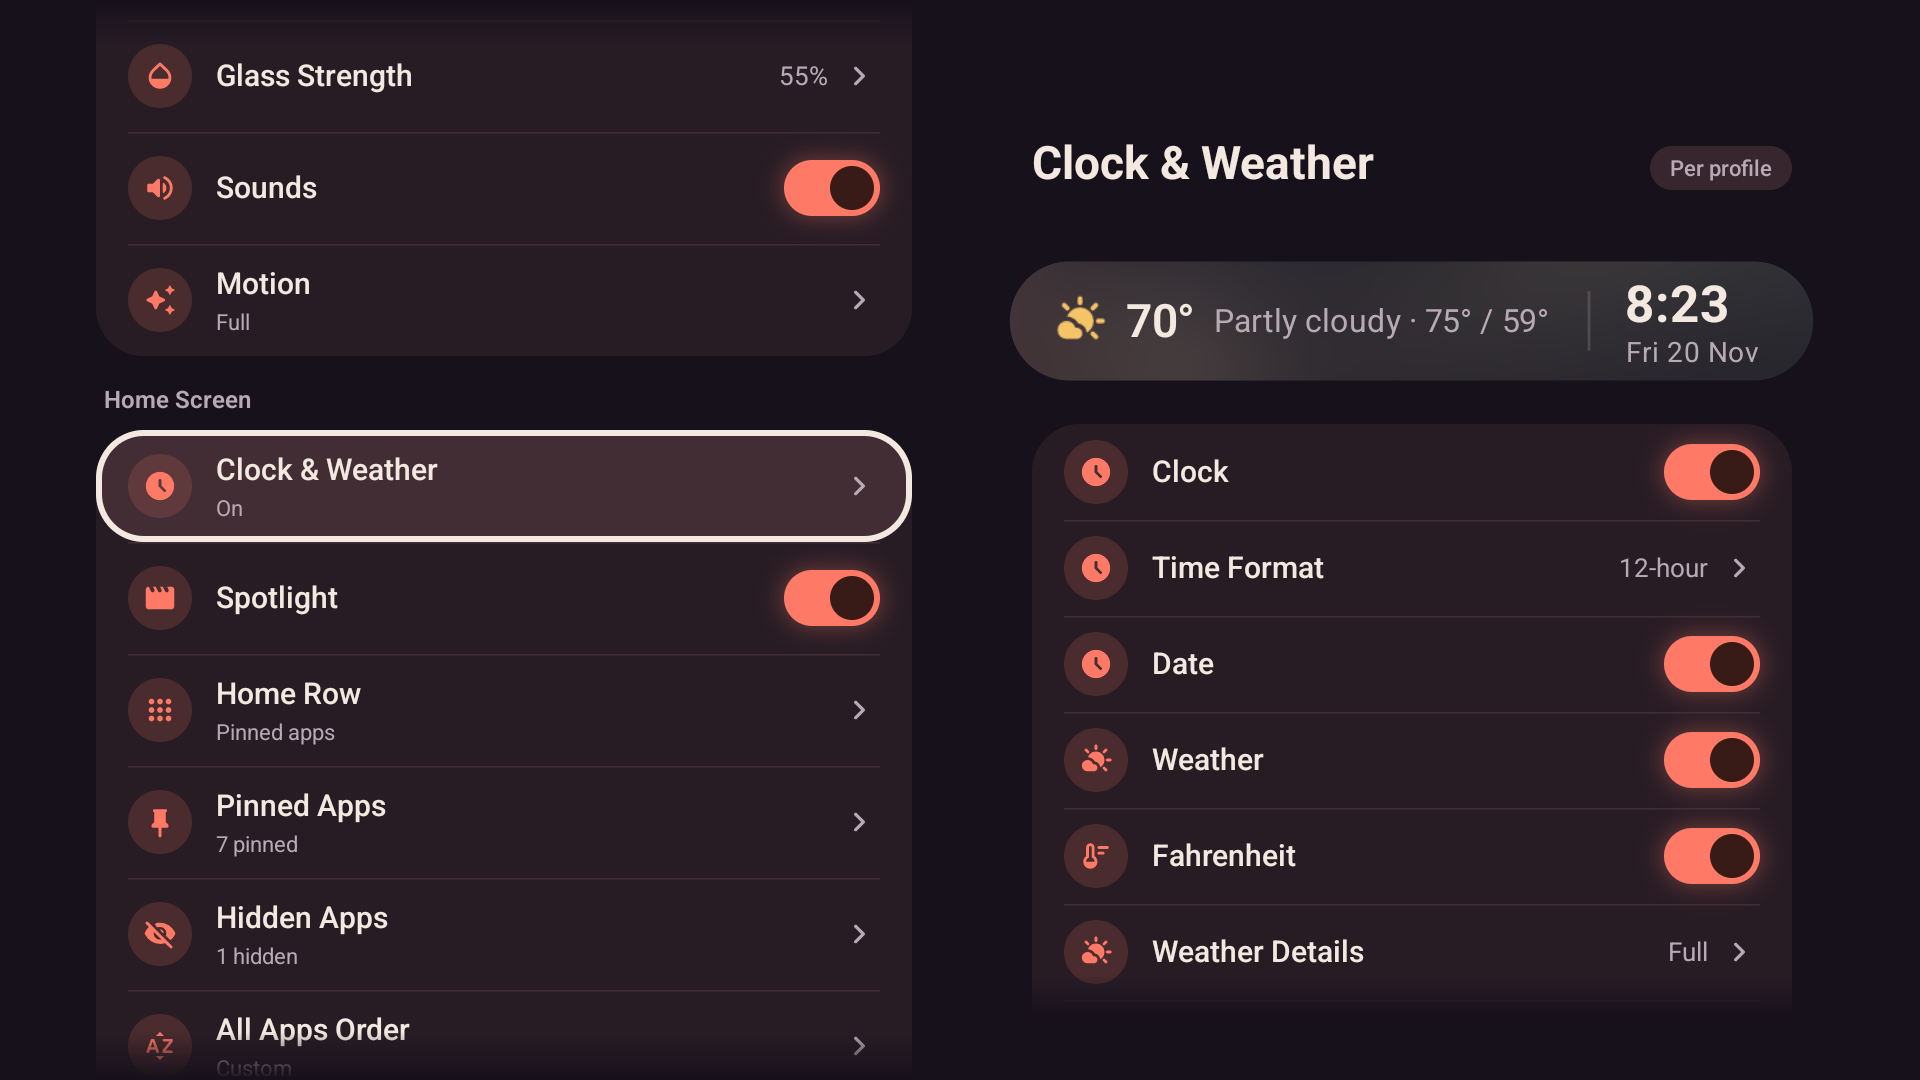 Glass Strength
55%
Sounds
Motion
Full
Home Screen
Clock & Weather
On
Spotlight
Home Row
Pinned apps
Pinned Apps
7 pinned
Hidden Apps
1 hidden
All Apps Order
Custom
AZ
Clock & Weather
Per profile
70° Partly cloudy · 75° / 59°
8:23
Fri 20 Nov
Clock
Time Format
12-hour
Date
Weather
Fahrenheit
Weather Details
Full